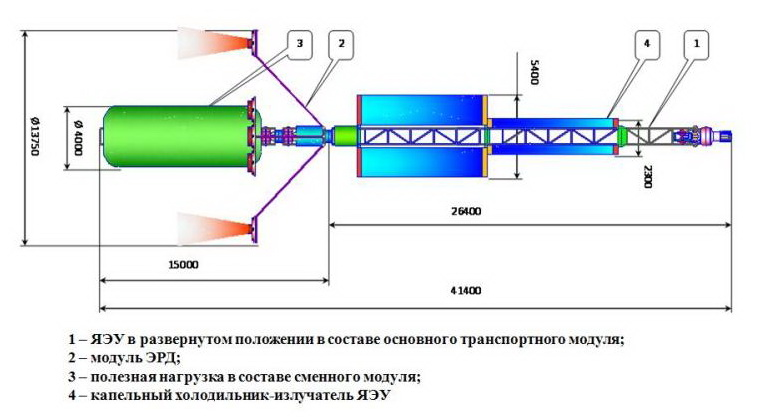 3
2
4
1
5400
Ø13750
Ø 4000
2300
26400
15000
41400
1 – ЯЭУ в развернутом положении в составе основного транспортного модуля;
2 – модуль ЭРД;
3 – полезная нагрузка в составе сменного модуля;
4 – капельный холодильник-излучатель ЯЭУ